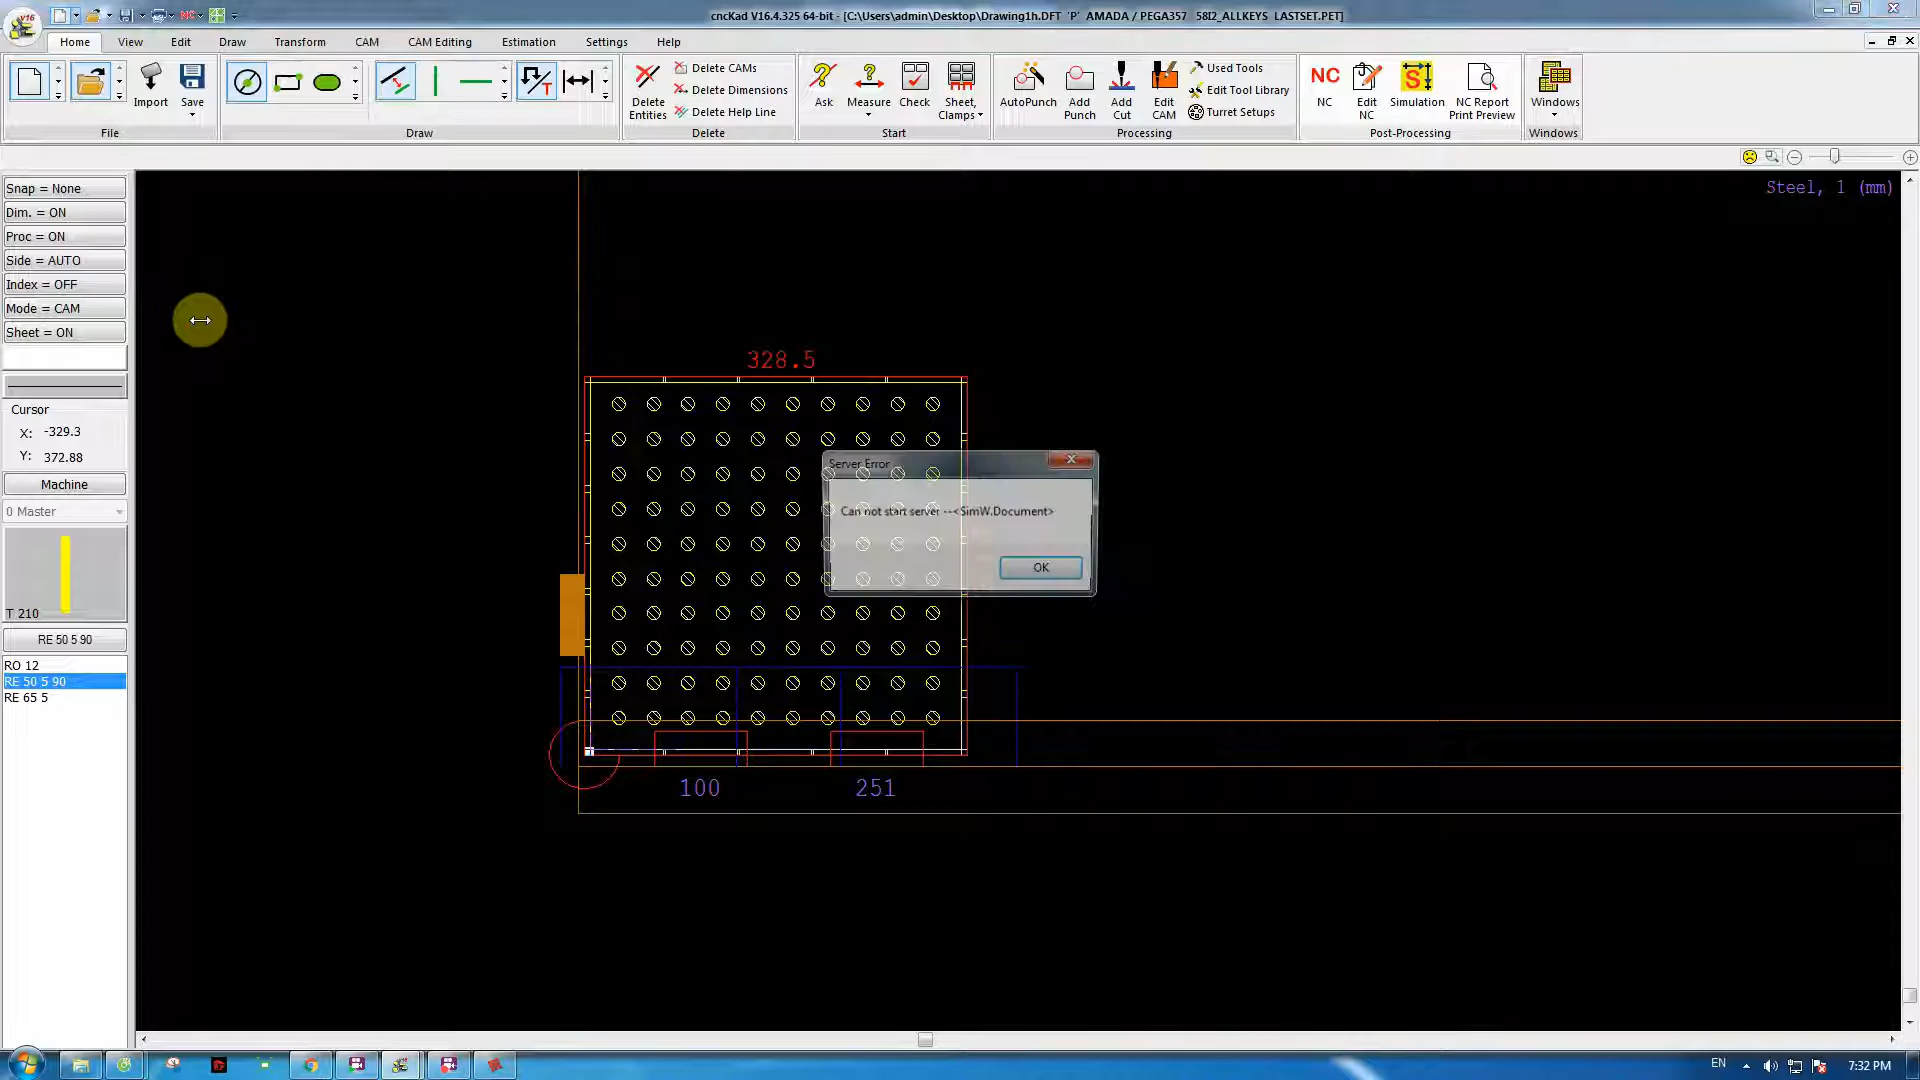 V16
NC
cncKad V16.4.325 64-bit - [C:\Users\admin\Desktop\Drawing1h.DFT 'P' AMADA / PEGA357 58I2_ALLKEYS LASTSET.PET]
Home View Edit Draw Transform CAM CAM Editing Estimation Settings Help
Import Save
File
Draw
Delete Entities
Delete CAMs
Delete Dimensions
Delete Help Line
Delete
Ask Measure Check Sheet, Clamps
Start
AutoPunch Add Punch Add Cut Edit CAM
Used Tools
Edit Tool Library
Turret Setups
Processing
NC
NC Edit NC Simulation NC Report Print Preview
Post-Processing
Windows
Windows
Snap = None
Dim. = ON
Proc = ON
Side = AUTO
Index = OFF
Mode = CAM
Sheet = ON
Cursor
X: -329.3
Y: 372.88
Machine
0 Master
T 210
RE 50 5 90
RO 12
RE 50 5 90
RE 65 5
Steel, 1 (mm)
328.5
Server Error
Can not start server --<SimW.Document>
OK
100 251
EN
7:32 PM